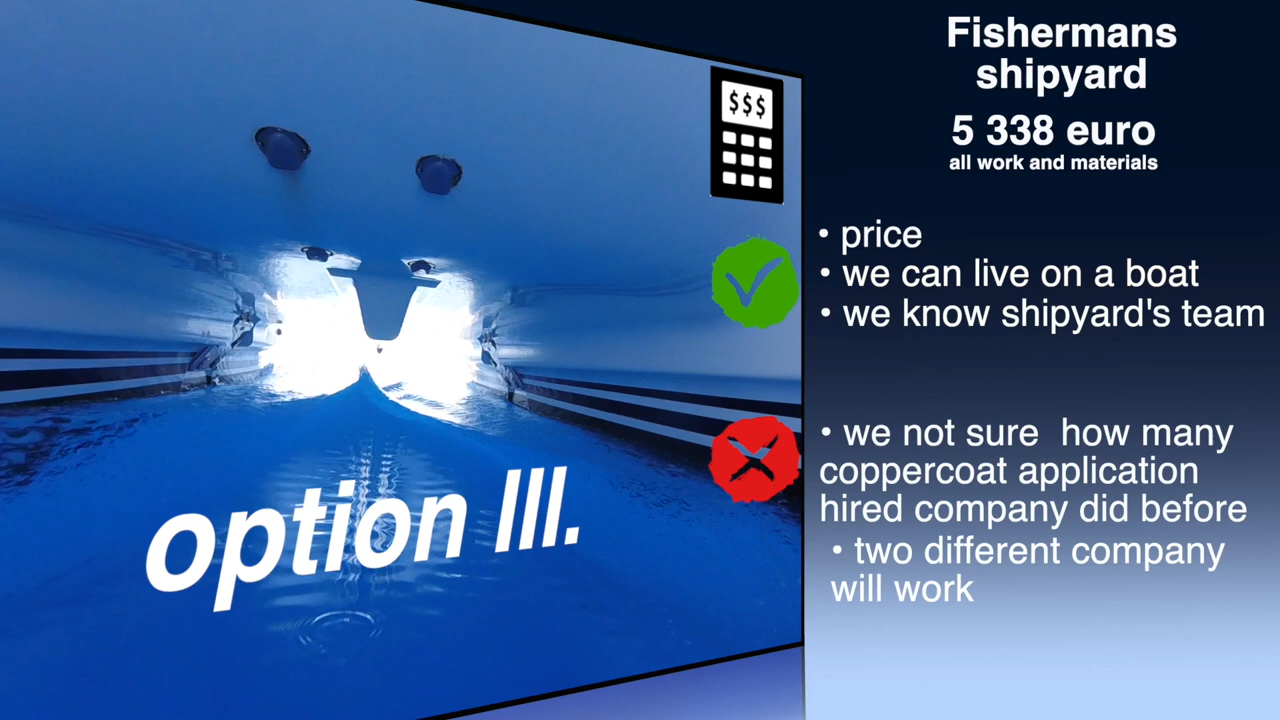 Fishermans
shipyard
5 338 euro
all work and materials
$$$
• price
• we can live on a boat
• we know shipyard's team
• we not sure  how many
coppercoat application
hired company did before
• two different company
will work
option III.